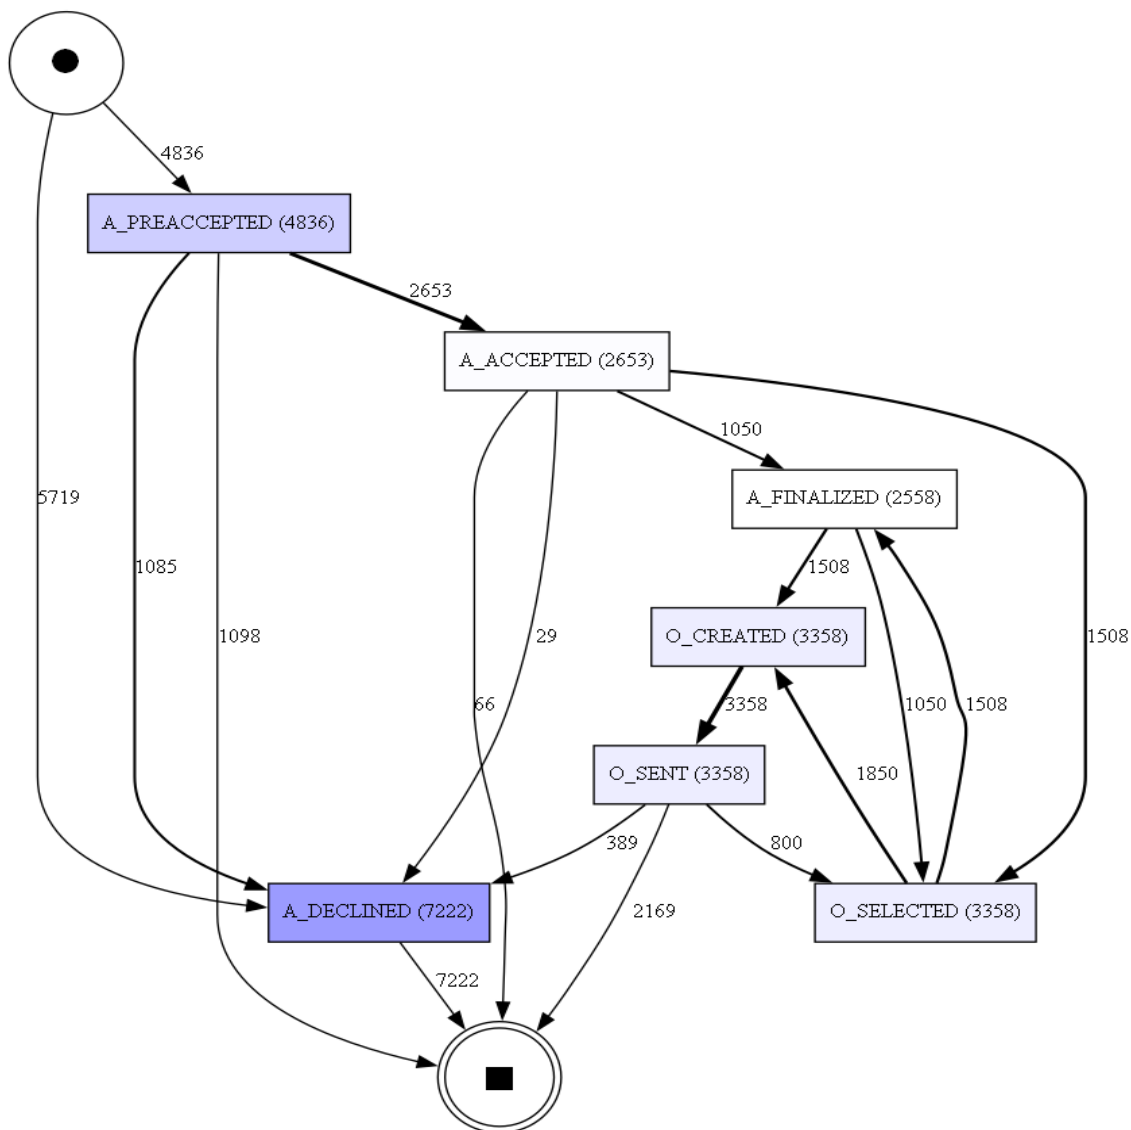 4836
A_PREACCEPTED (4836)
2653
A_ACCEPTED (2653)
1050
A_FINALIZED (2558)
5719
1085
1508
1098
O_CREATED (3358)
29
1508
66
3358
1050
1508
O_SENT (3358)
1850
389
800
A_DECLINED (7222)
2169
O_SELECTED (3358)
7222